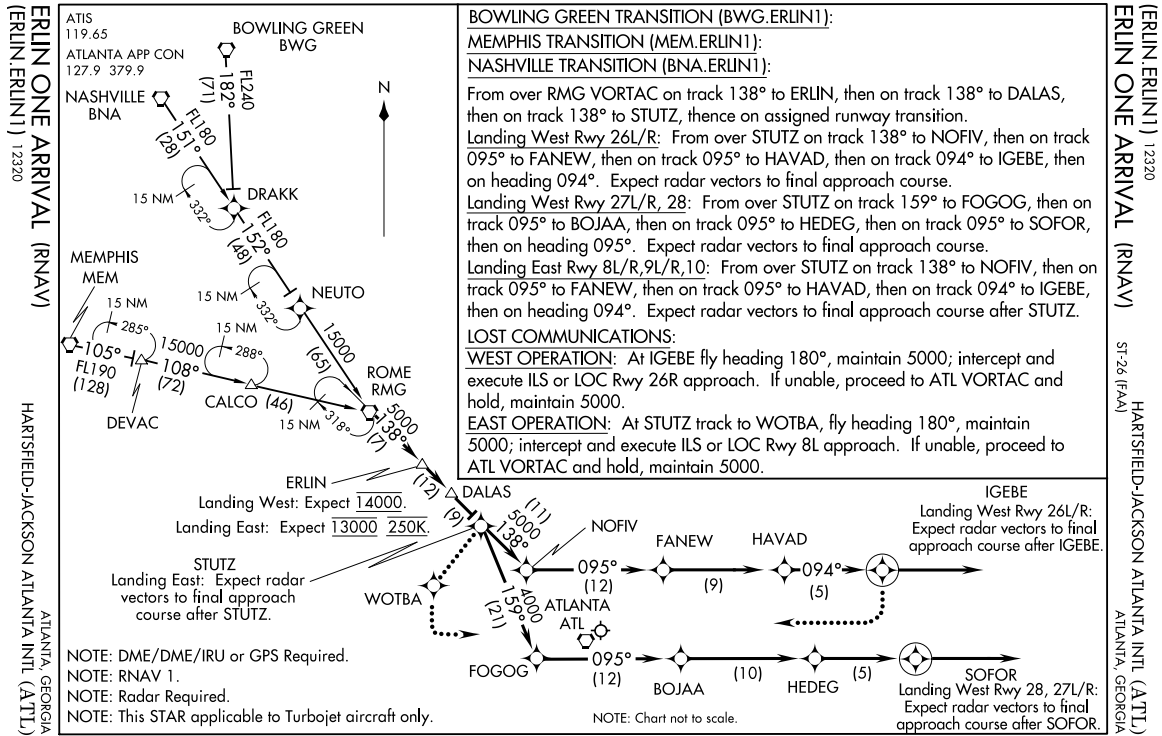 (ERLIN.ERLIN1) 12320
ERLIN ONE ARRIVAL (RNAV)
ST-26 (FAA)
HARTSFIELD-JACKSON ATLANTA INTL (ATL)
ATLANTA, GEORGIA
ATIS
119.65
ATLANTA APP CON
127.9 379.9
BOWLING GREEN
BWG
FL240
182°
(71)
NASHVILLE
BNA
FL180
151°
(28)
N
15 NM
332°
DRAKK
FL180
152°
(48)
MEMPHIS
MEM
15 NM
332°
NEUTO
15000
(65)
15 NM
285°
105°
FL190
(128)
DEVAC
15 NM
288°
15000
108°
(72)
CALCO
(46)
ROME
RMG
15 NM
318°
5000
138°
(7)
ERLIN
Landing West: Expect 14000.
Landing East: Expect 13000 250K.
(12)
DALAS
(9)
STUTZ
Landing East: Expect radar
vectors to final approach
course after STUTZ.
WOTBA
(11)
5000
138°
NOFIV
095°
(12)
FANEW
(9)
HAVAD
094°
(5)
IGEBE
Landing West Rwy 26L/R:
Expect radar vectors to final
approach course after IGEBE.
4000
159°
(21)
ATLANTA
ATL
FOGOG
095°
(12)
BOJAA
(10)
HEDEG
(5)
SOFOR
Landing West Rwy 28, 27L/R:
Expect radar vectors to final
approach course after SOFOR.
NOTE: DME/DME/IRU or GPS Required.
NOTE: RNAV 1.
NOTE: Radar Required.
NOTE: This STAR applicable to Turbojet aircraft only.
NOTE: Chart not to scale.
BOWLING GREEN TRANSITION (BWG.ERLIN1):
MEMPHIS TRANSITION (MEM.ERLIN1):
NASHVILLE TRANSITION (BNA.ERLIN1):
From over RMG VORTAC on track 138° to ERLIN, then on track 138° to DALAS,
then on track 138° to STUTZ, thence on assigned runway transition.
Landing West Rwy 26L/R: From over STUTZ on track 138° to NOFIV, then on track
095° to FANEW, then on track 095° to HAVAD, then on track 094° to IGEBE, then
on heading 094°. Expect radar vectors to final approach course.
Landing West Rwy 27L/R, 28: From over STUTZ on track 159° to FOGOG, then on
track 095° to BOJAA, then on track 095° to HEDEG, then on track 095° to SOFOR,
then on heading 095°. Expect radar vectors to final approach course.
Landing East Rwy 8L/R,9L/R,10: From over STUTZ on track 138° to NOFIV, then on
track 095° to FANEW, then on track 095° to HAVAD, then on track 094° to IGEBE,
then on heading 094°. Expect radar vectors to final approach course after STUTZ.
LOST COMMUNICATIONS:
WEST OPERATION: At IGEBE fly heading 180°, maintain 5000; intercept and
execute ILS or LOC Rwy 26R approach. If unable, proceed to ATL VORTAC and
hold, maintain 5000.
EAST OPERATION: At STUTZ track to WOTBA, fly heading 180°, maintain
5000; intercept and execute ILS or LOC Rwy 8L approach. If unable, proceed to
ATL VORTAC and hold, maintain 5000.
ERLIN ONE ARRIVAL (RNAV)
(ERLIN.ERLIN1) 12320
ATLANTA, GEORGIA
HARTSFIELD-JACKSON ATLANTA INTL (ATL)